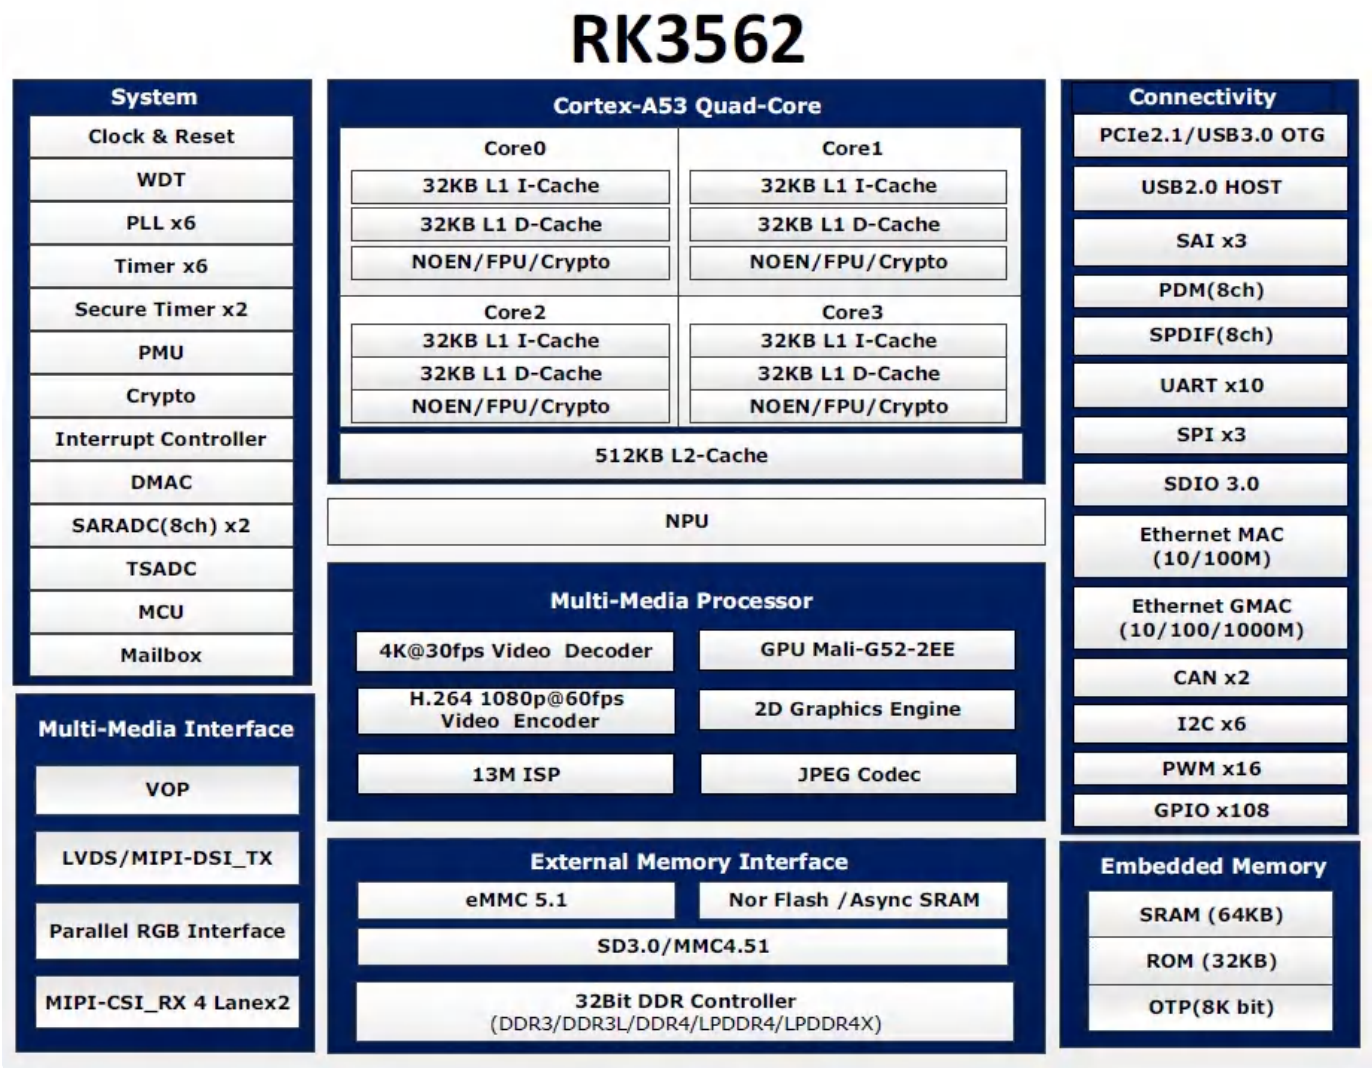 RK3562
System
Clock & Reset
WDT
PLL x6
Timer x6
Secure Timer x2
PMU
Crypto
Interrupt Controller
DMAC
SARADC(8ch) x2
TSADC
MCU
Mailbox
Multi-Media Interface
VOP
LVDS/MIPI-DSI_TX
Parallel RGB Interface
MIPI-CSI_RX 4 Lanex2
Cortex-A53 Quad-Core
Core0
32KB L1 I-Cache
32KB L1 D-Cache
NOEN/FPU/Crypto
Core1
32KB L1 I-Cache
32KB L1 D-Cache
NOEN/FPU/Crypto
Core2
32KB L1 I-Cache
32KB L1 D-Cache
NOEN/FPU/Crypto
Core3
32KB L1 I-Cache
32KB L1 D-Cache
NOEN/FPU/Crypto
512KB L2-Cache
NPU
Multi-Media Processor
4K@30fps Video Decoder
GPU Mali-G52-2EE
H.264 1080p@60fps
Video Encoder
2D Graphics Engine
13M ISP
JPEG Codec
External Memory Interface
eMMC 5.1
Nor Flash /Async SRAM
SD3.0/MMC4.51
32Bit DDR Controller
(DDR3/DDR3L/DDR4/LPDDR4/LPDDR4X)
Connectivity
PCIe2.1/USB3.0 OTG
USB2.0 HOST
SAI x3
PDM(8ch)
SPDIF(8ch)
UART x10
SPI x3
SDIO 3.0
Ethernet MAC
(10/100M)
Ethernet GMAC
(10/100/1000M)
CAN x2
I2C x6
PWM x16
GPIO x108
Embedded Memory
SRAM (64KB)
ROM (32KB)
OTP(8K bit)